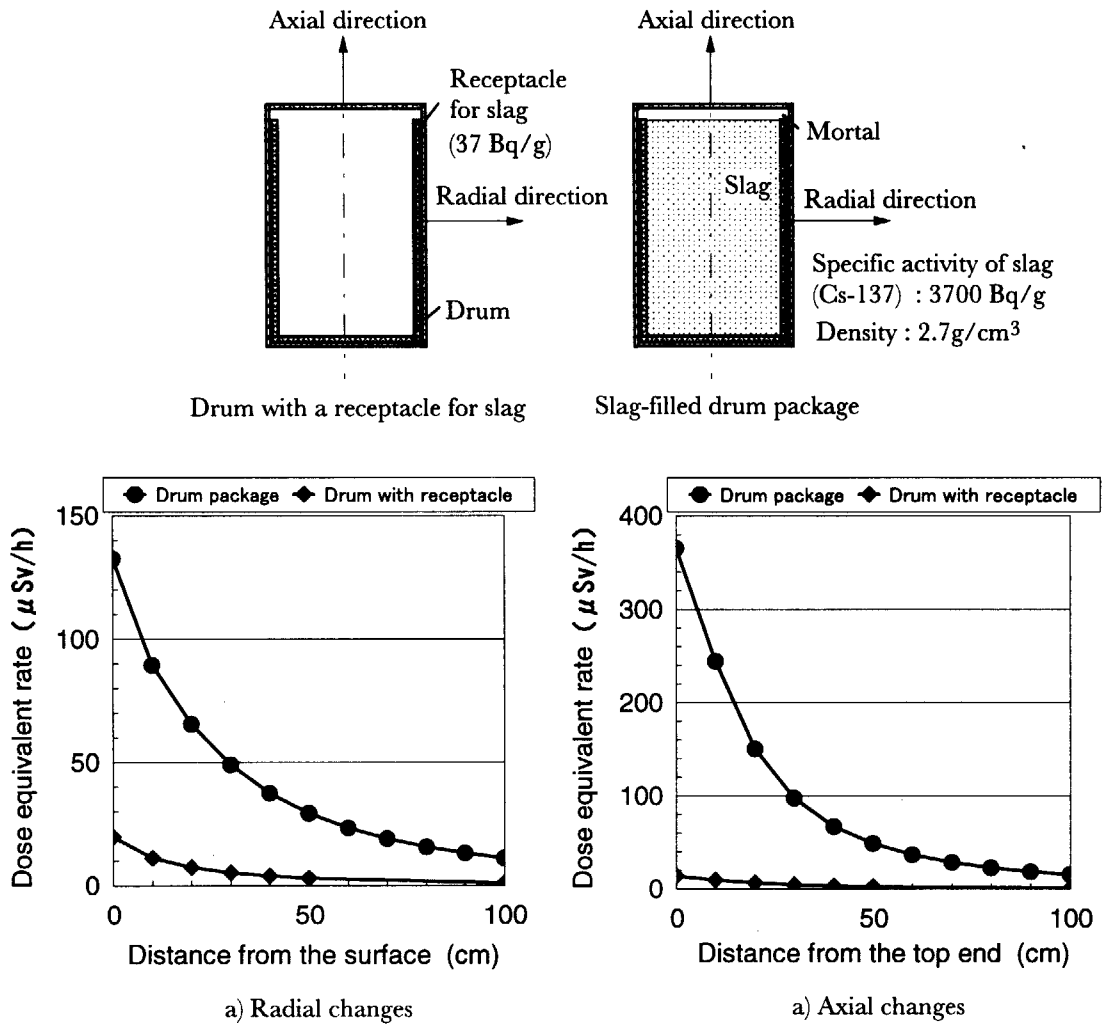 Axial direction
Receptacle
for slag
(37 Bq/g)
Radial direction
Drum
Drum with a receptacle for slag
Axial direction
Mortal
Slag
Radial direction
Specific activity of slag
(Cs-137) : 3700 Bq/g
Density : 2.7g/cm³
Slag-filled drum package
Drum package Drum with receptacle
Dose equivalent rate (μSv/h)
150
100
50
0
0 50 100
Distance from the surface (cm)
a) Radial changes
Drum package Drum with receptacle
Dose equivalent rate (μSv/h)
400
300
200
100
0
0 50 100
Distance from the top end (cm)
a) Axial changes